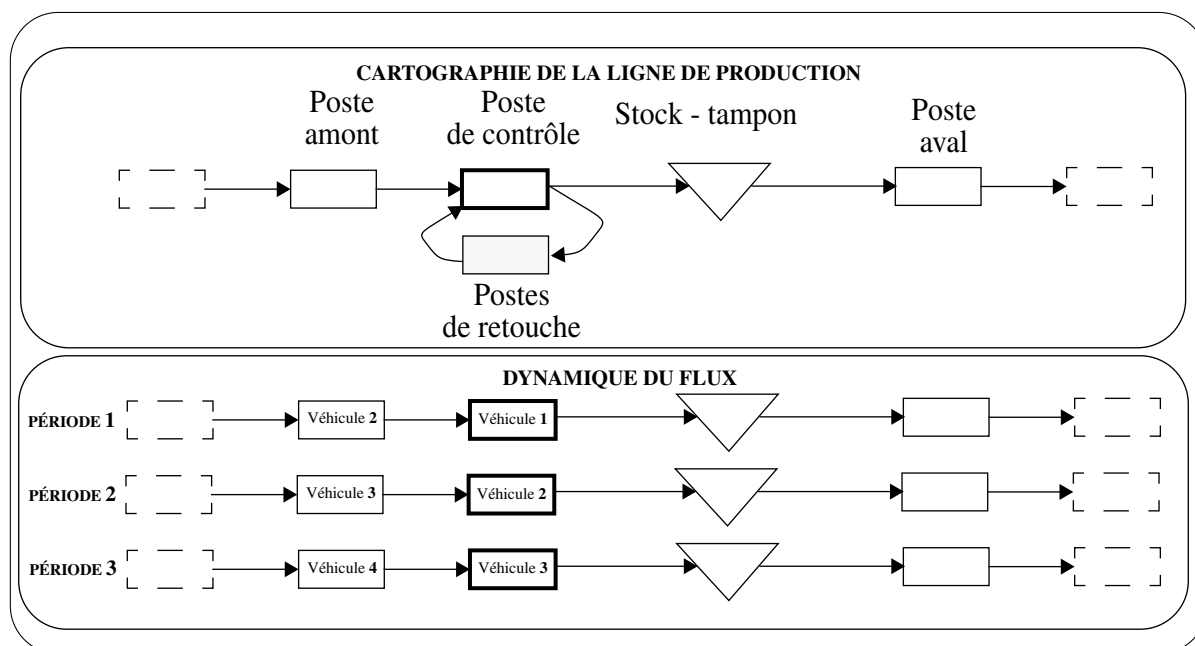 CARTOGRAPHIE DE LA LIGNE DE PRODUCTION
Poste
amont
Poste
de contrôle
Stock - tampon
Poste
aval
Postes
de retouche
DYNAMIQUE DU FLUX
PÉRIODE 1
Véhicule 2
Véhicule 1
PÉRIODE 2
Véhicule 3
Véhicule 2
PÉRIODE 3
Véhicule 4
Véhicule 3